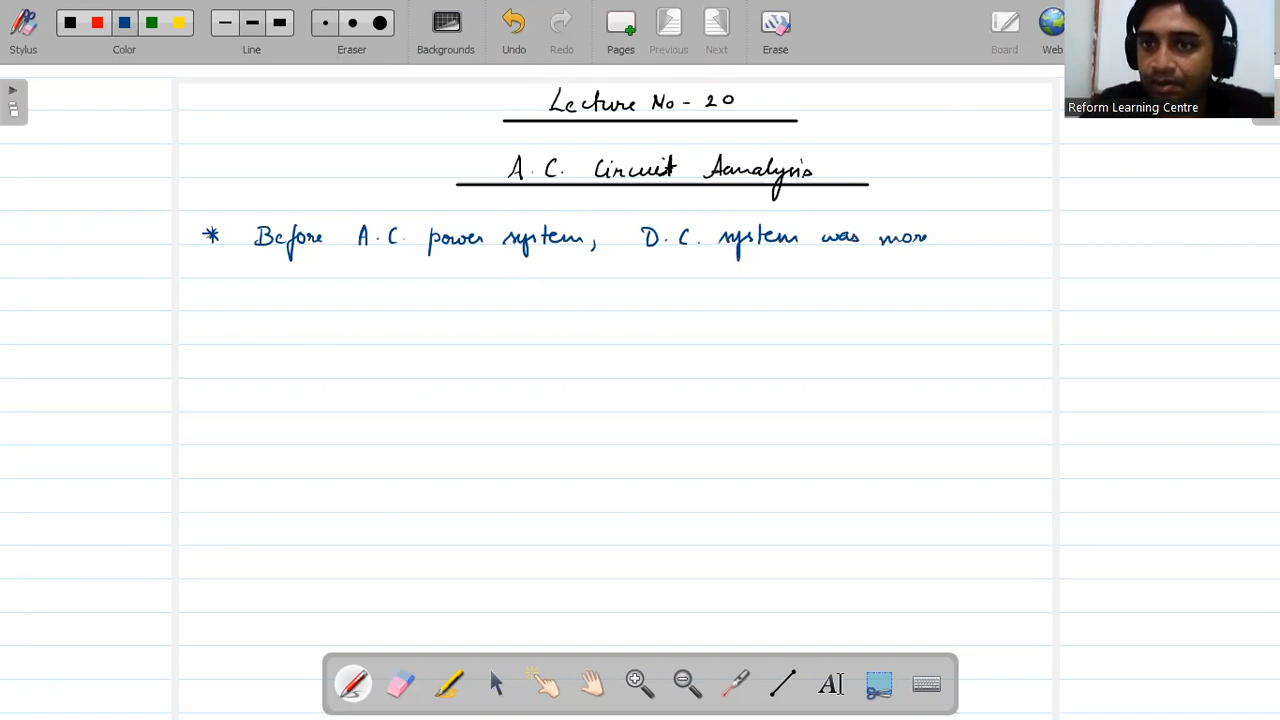 Stylus Color Line Eraser Backgrounds Undo Redo Pages Previous Next Erase Board Web
Reform Learning Centre
Lecture No - 20
A.C. Circuit Aanalysis
* Before A.C. power system, D.C. system was more